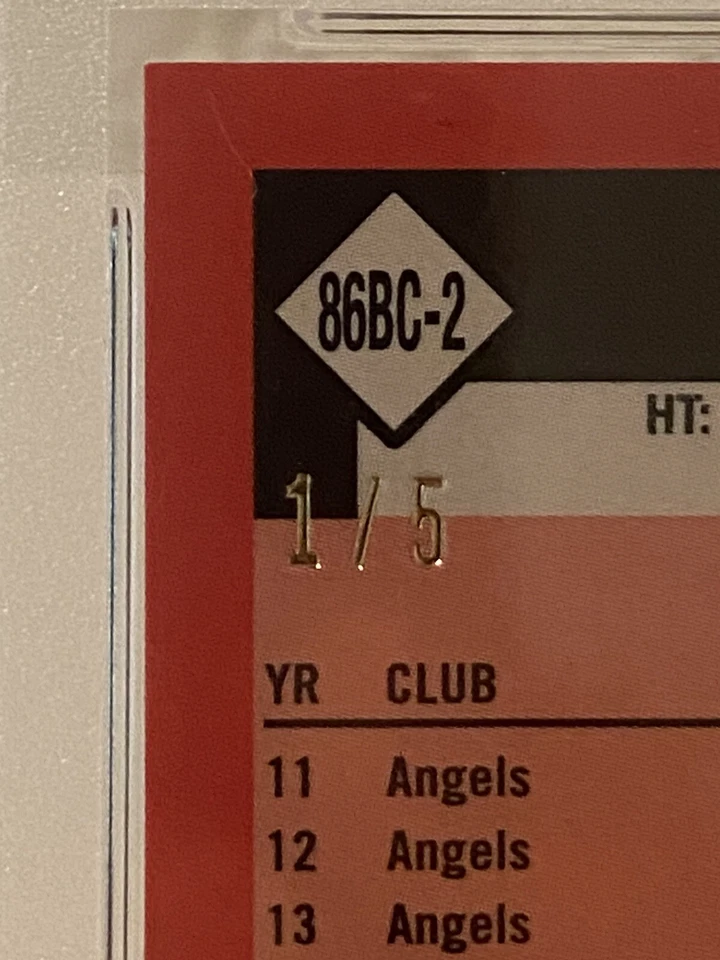 86BC-2
HT:
1/5
YR CLUB
11 Angels
12 Angels
13 Angels